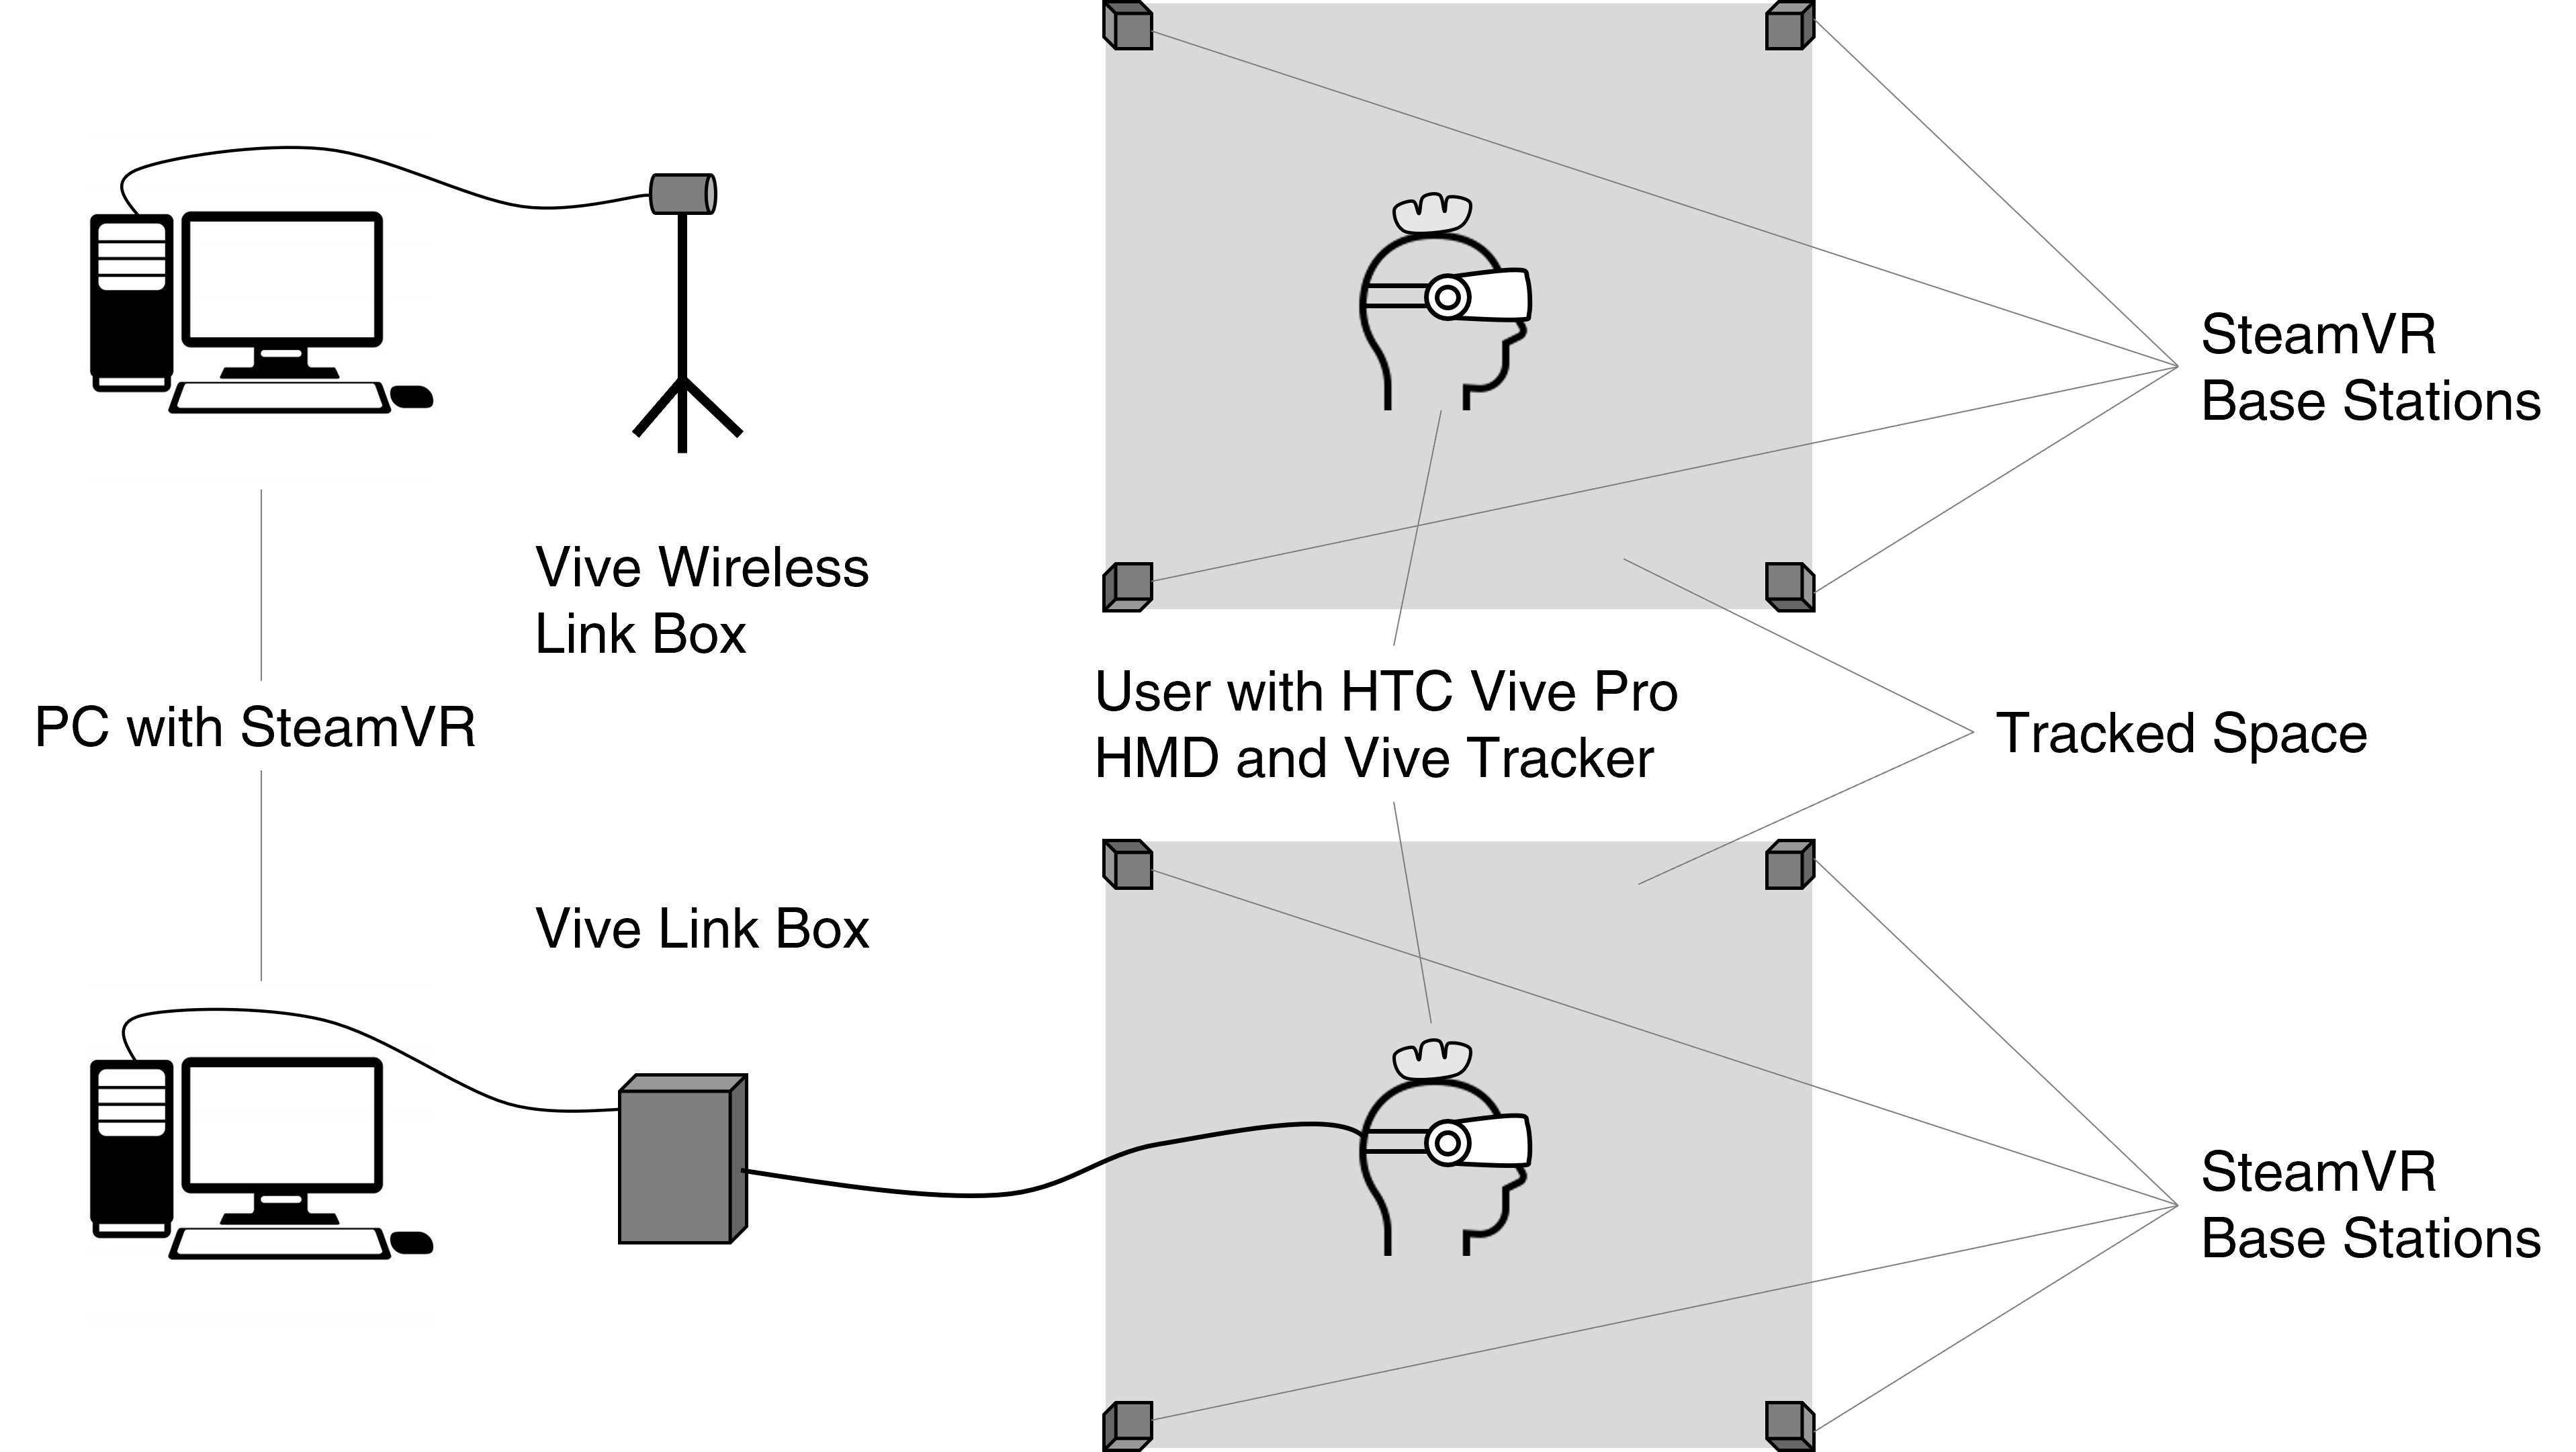 SteamVR
Base Stations
Vive Wireless
Link Box
User with HTC Vive Pro
HMD and Vive Tracker
PC with SteamVR
Tracked Space
Vive Link Box
SteamVR
Base Stations